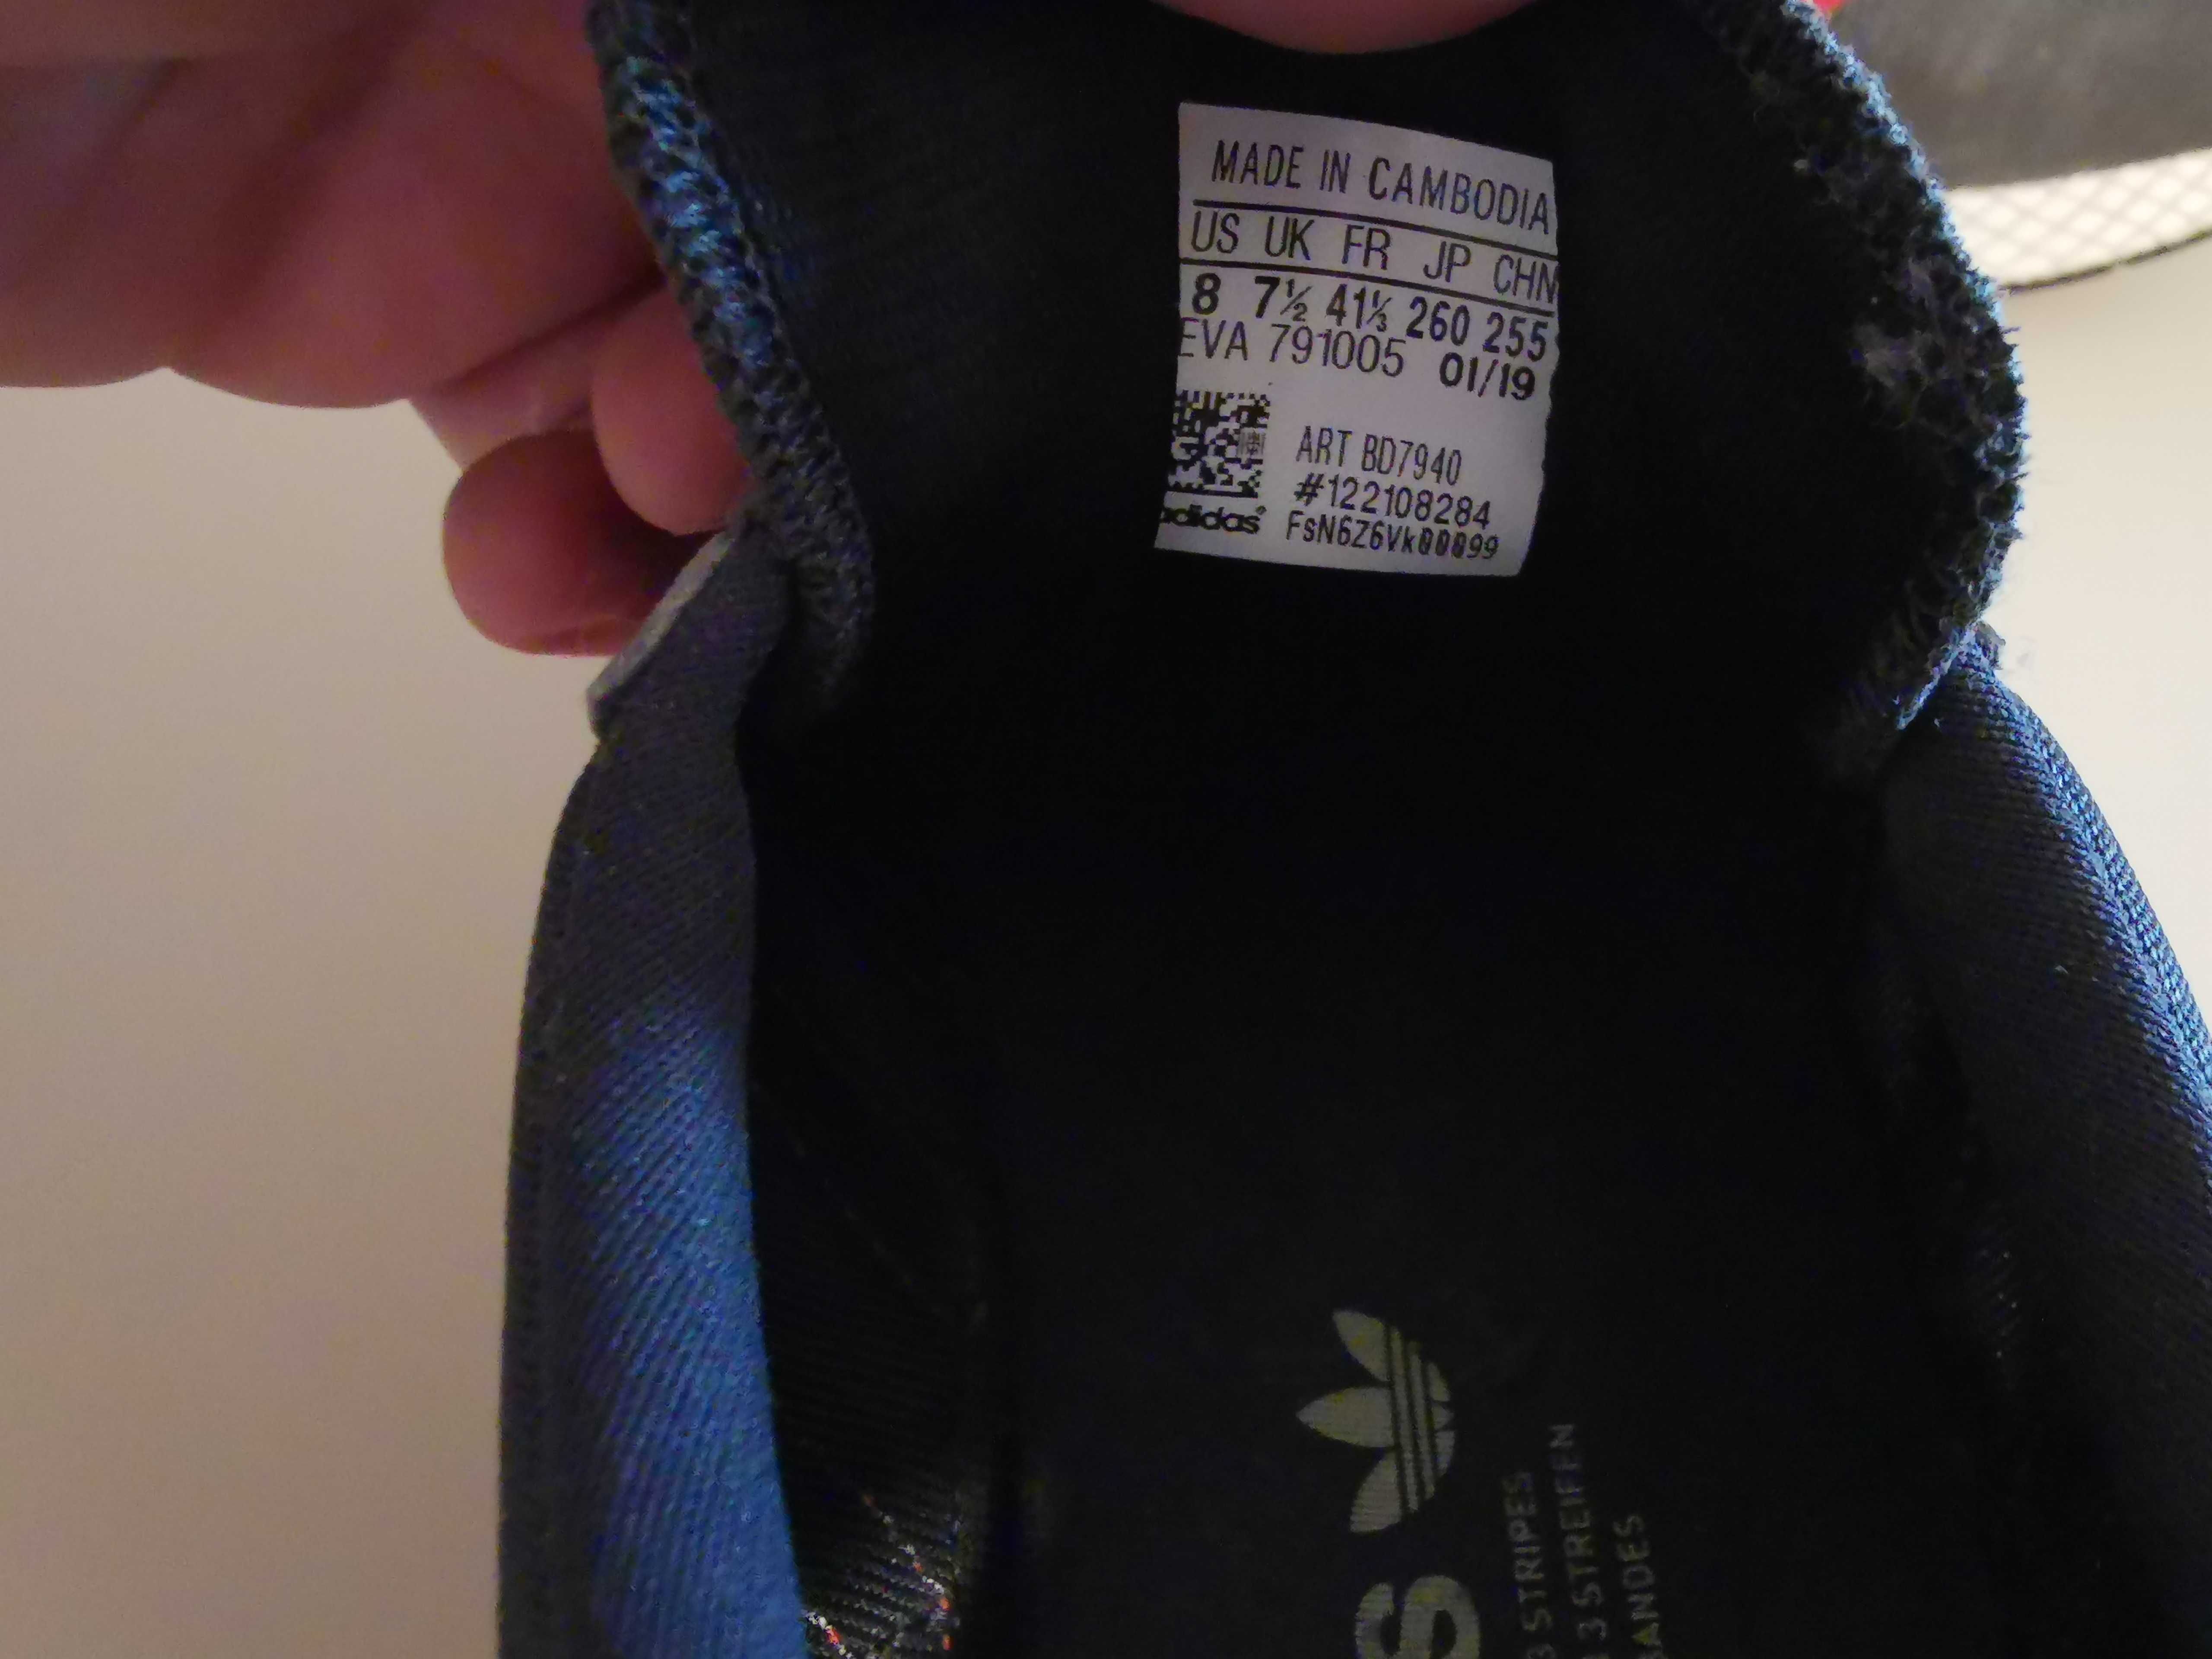 MADE IN CAMBODIA
US UK FR JP CHN
8 7½ 41⅓ 260 255
EVA 791005 01/19
ART BD7940
#122108284
FsN6Z6Vk00099
adidas
S
3 STRIPES
3 STREIFEN
BANDES